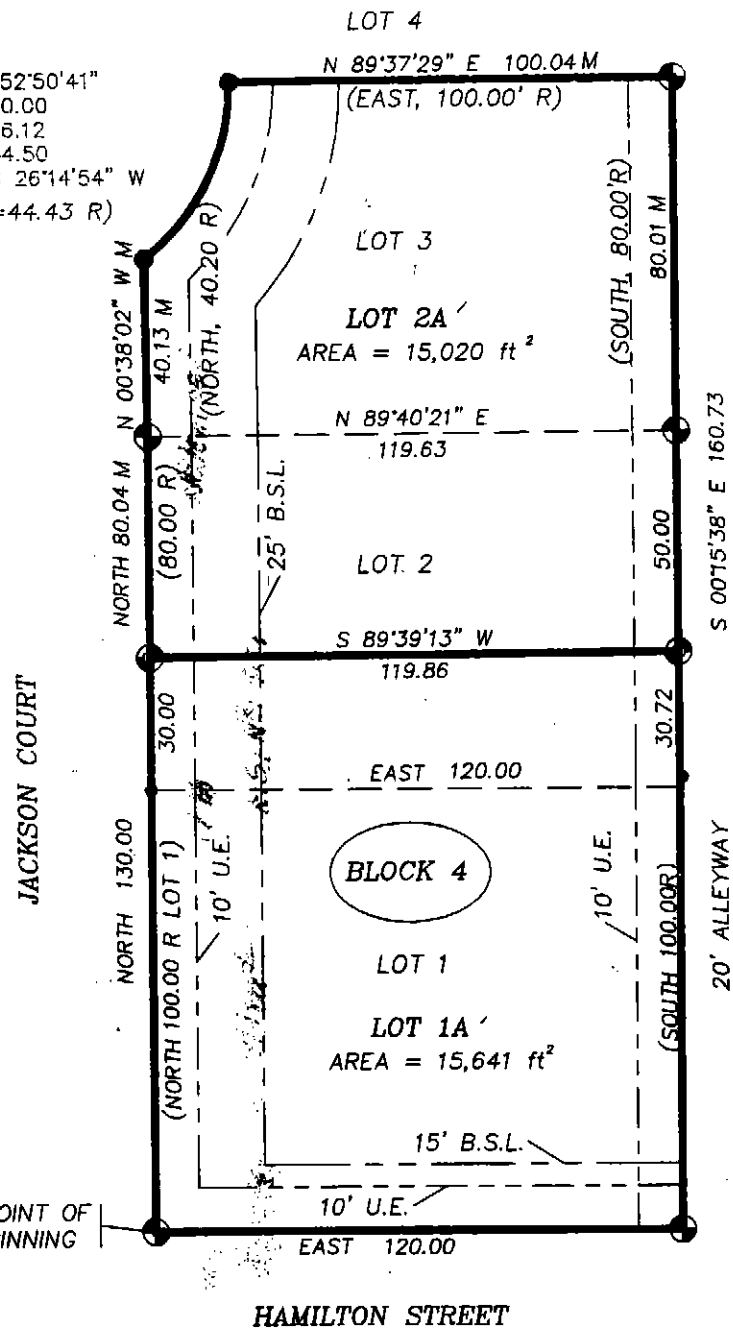 LOT 4
52°50'41"
0.00
6.12
4.50
26°14'54" W
=44.43 R)
N 89°37'29" E 100.04 M
(EAST, 100.00' R)
N 00°38'02" W M
40.13 M
(NORTH, 40.20 R)
LOT 3
LOT 2A
AREA = 15,020 ft²
(SOUTH, 80.00'R)
80.01 M
N 89°40'21" E
119.63
NORTH 80.04 M
(80.00 R)
25' B.S.L.
LOT 2
50.00
S 00°15'38" E 160.73
S 89°39'13" W
119.86
JACKSON COURT
30.00
30.72
EAST 120.00
NORTH 130.00
(NORTH 100.00 R LOT 1)
10' U.E.
BLOCK 4
10' U.E.
(SOUTH 100.00R)
20' ALLEYWAY
LOT 1
LOT 1A
AREA = 15,641 ft²
15' B.S.L.
10' U.E.
OINT OF
INNING
EAST 120.00
HAMILTON STREET